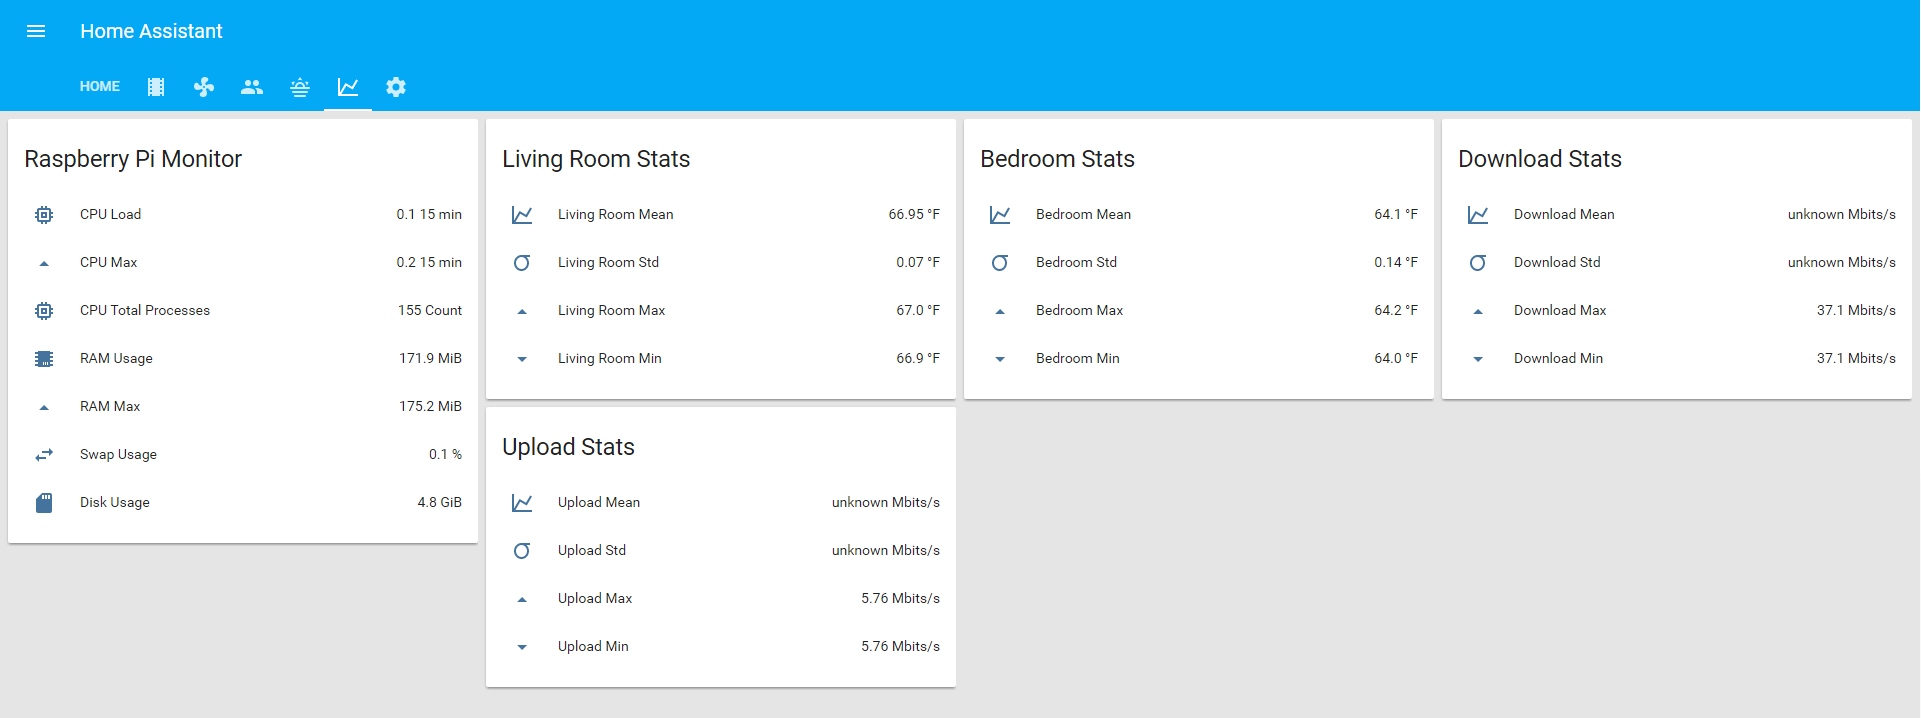 Home Assistant
HOME
Raspberry Pi Monitor
CPU Load 0.1 15 min
CPU Max 0.2 15 min
CPU Total Processes 155 Count
RAM Usage 171.9 MiB
RAM Max 175.2 MiB
Swap Usage 0.1 %
Disk Usage 4.8 GiB
Living Room Stats
Living Room Mean 66.95 °F
Living Room Std 0.07 °F
Living Room Max 67.0 °F
Living Room Min 66.9 °F
Upload Stats
Upload Mean unknown Mbits/s
Upload Std unknown Mbits/s
Upload Max 5.76 Mbits/s
Upload Min 5.76 Mbits/s
Bedroom Stats
Bedroom Mean 64.1 °F
Bedroom Std 0.14 °F
Bedroom Max 64.2 °F
Bedroom Min 64.0 °F
Download Stats
Download Mean unknown Mbits/s
Download Std unknown Mbits/s
Download Max 37.1 Mbits/s
Download Min 37.1 Mbits/s